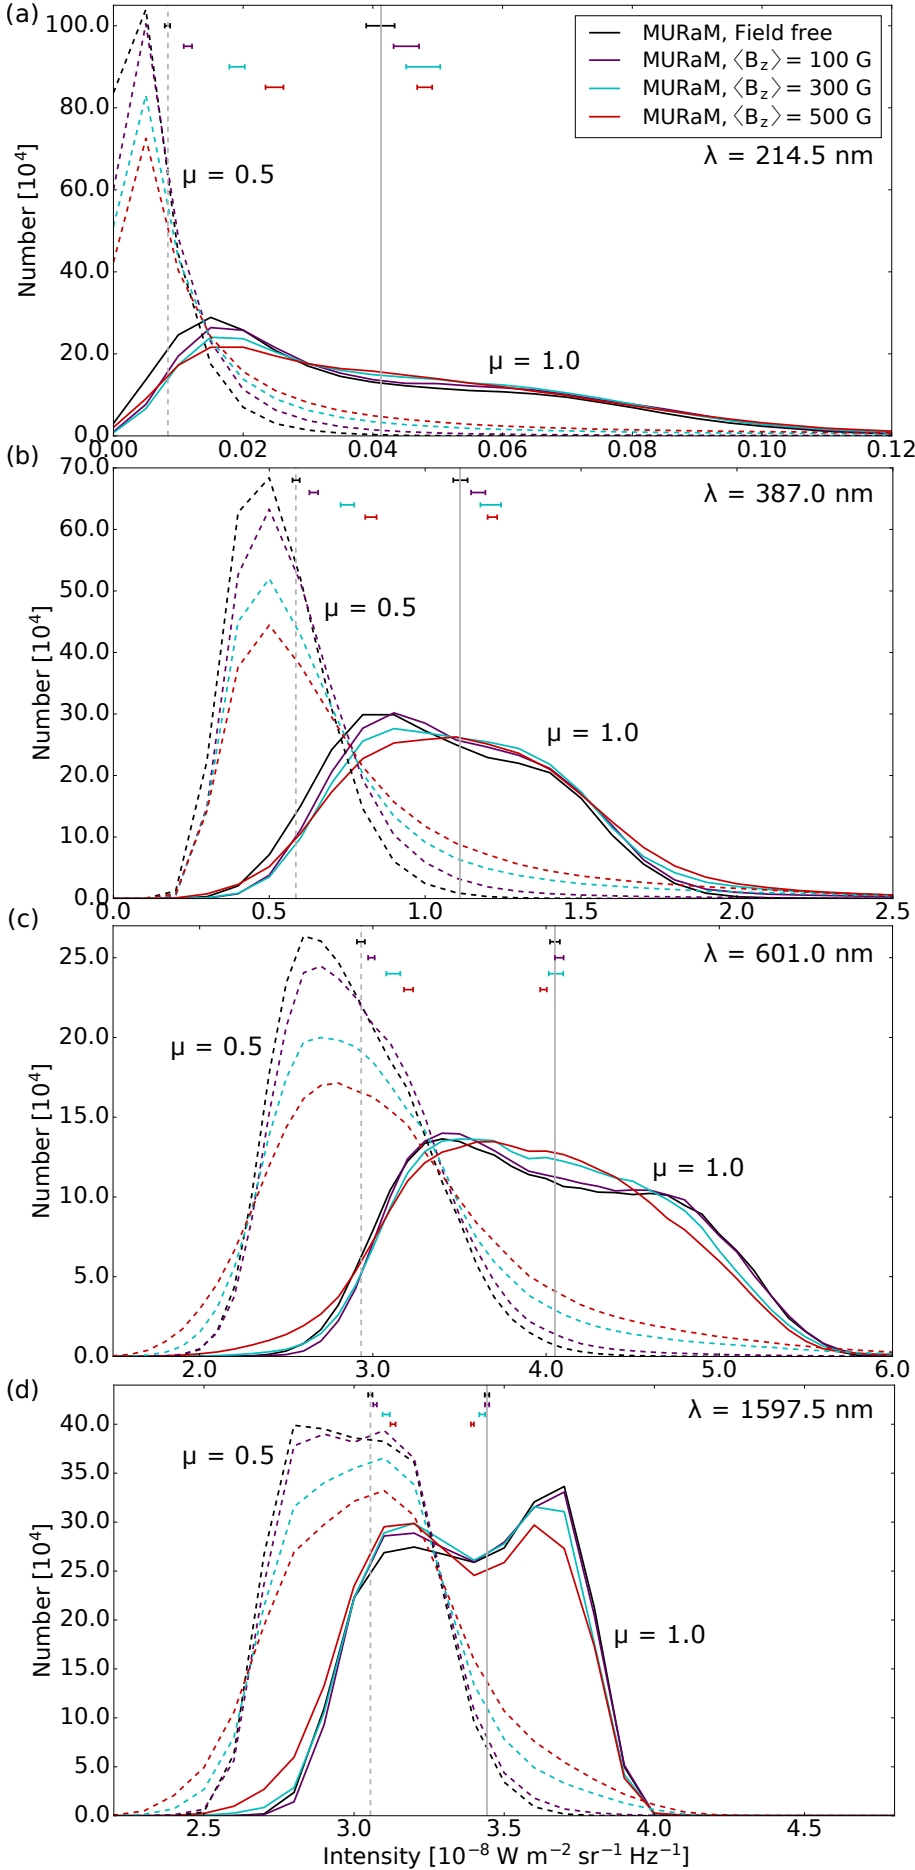 (a)
100.0
80.0
60.0
40.0
20.0
0.0
Number [10⁴]
MURaM, Field free
MURaM, ⟨B_z⟩ = 100 G
MURaM, ⟨B_z⟩ = 300 G
MURaM, ⟨B_z⟩ = 500 G
λ = 214.5 nm
μ = 0.5
μ = 1.0
0.00 0.02 0.04 0.06 0.08 0.10 0.12
(b)
70.0
60.0
50.0
40.0
30.0
20.0
10.0
0.0
Number [10⁴]
λ = 387.0 nm
μ = 0.5
μ = 1.0
0.0 0.5 1.0 1.5 2.0 2.5
(c)
25.0
20.0
15.0
10.0
5.0
0.0
Number [10⁴]
λ = 601.0 nm
μ = 0.5
μ = 1.0
2.0 3.0 4.0 5.0 6.0
(d)
40.0
35.0
30.0
25.0
20.0
15.0
10.0
5.0
0.0
Number [10⁴]
λ = 1597.5 nm
μ = 0.5
μ = 1.0
2.5 3.0 3.5 4.0 4.5
Intensity [10⁻⁸ W m⁻² sr⁻¹ Hz⁻¹]